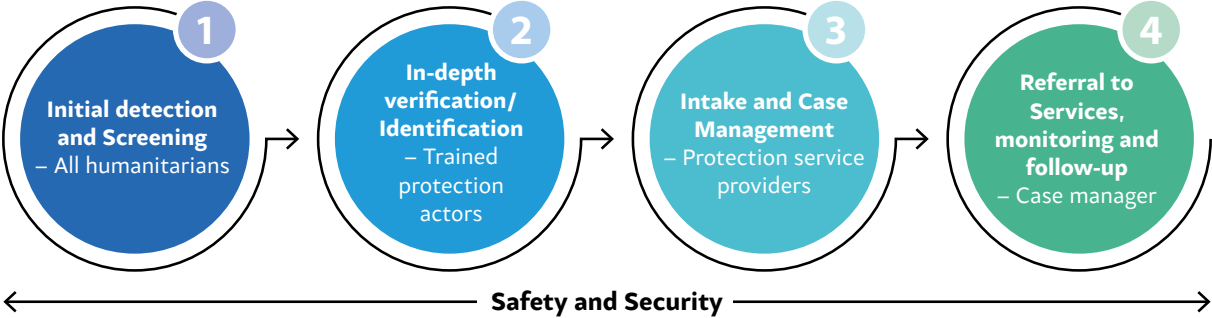 1
Initial detection
and Screening
– All humanitarians
2
In-depth
verification/
Identification
– Trained
protection
actors
3
Intake and Case
Management
– Protection service
providers
4
Referral to
Services,
monitoring and
follow-up
– Case manager
Safety and Security